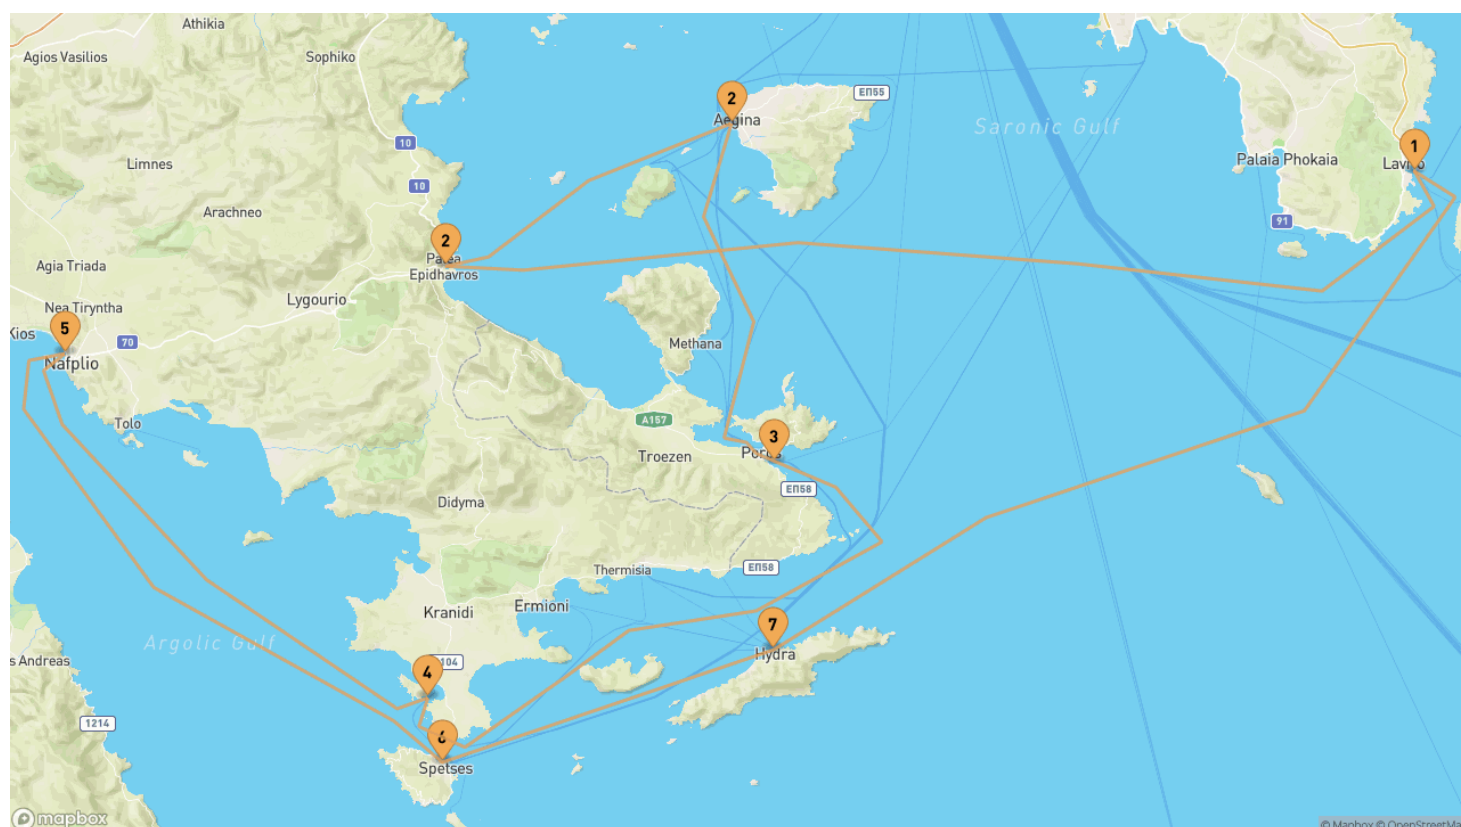 Athikia
Agios Vasilios
Sophiko
2
Aegina
ΕΠ55
Saronic Gulf
1
Palaia Phokaia
10
Limnes
10
Arachneo
91
2
Agia Triada
Epidhavros
Nea Tiryntha
Lygourio
5
Kios
70
Methana
Nafplio
Tolo
A157
3
Troezen
ΕΠ58
Didyma
Thermisia
ΕΠ58
Kranidi
Ermioni
7
Argolic Gulf
Hydra
s Andreas
4
104
1214
6
Spetses
mapbox
© Mapbox © OpenStreetMa